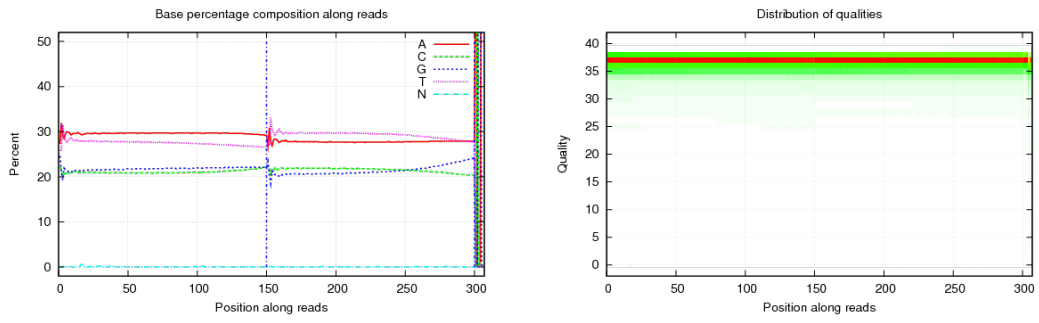 Base percentage composition along reads
50
40
30
20
10
0
Percent
A
C
G
T
N
0 50 100 150 200 250 300
Position along reads
Distribution of qualities
40
35
30
25
20
15
10
5
0
Quality
0 50 100 150 200 250 300
Position along reads